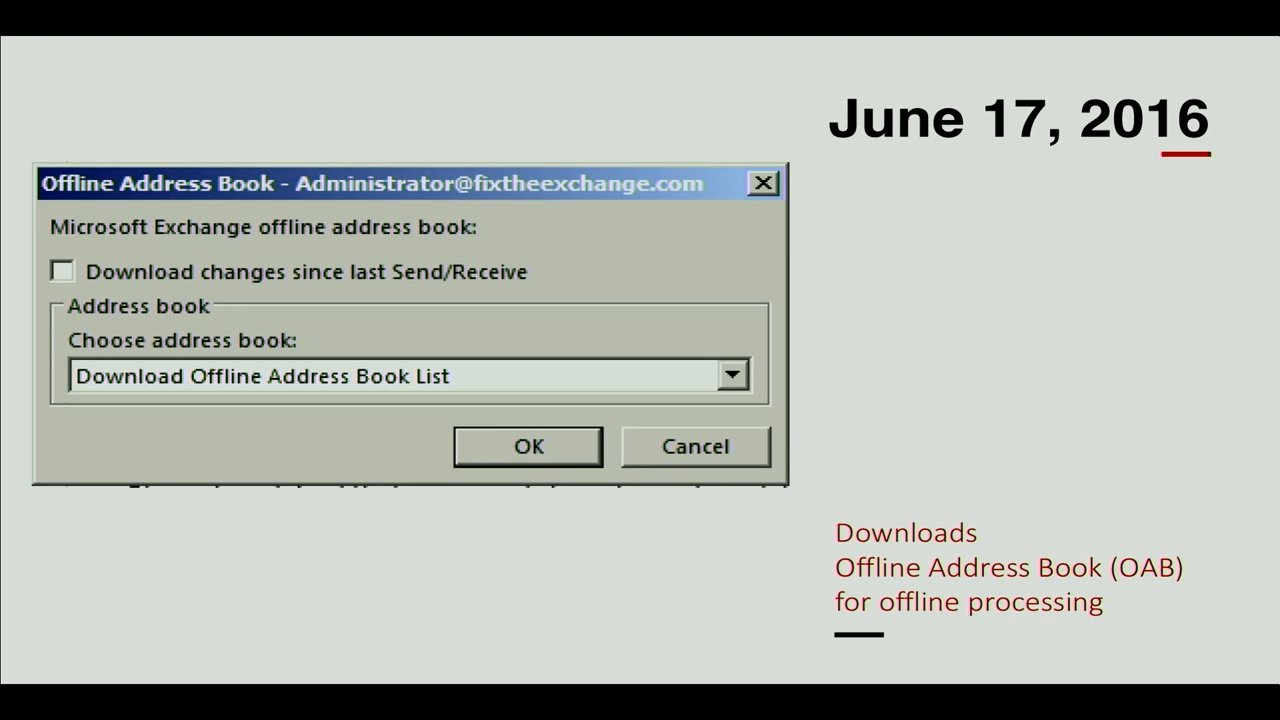 June 17, 2016
Offline Address Book - Administrator@fixtheexchange.com
Microsoft Exchange offline address book:
Download changes since last Send/Receive
Address book
Choose address book:
Download Offline Address Book List
OK
Cancel
Downloads
Offline Address Book (OAB)
for offline processing